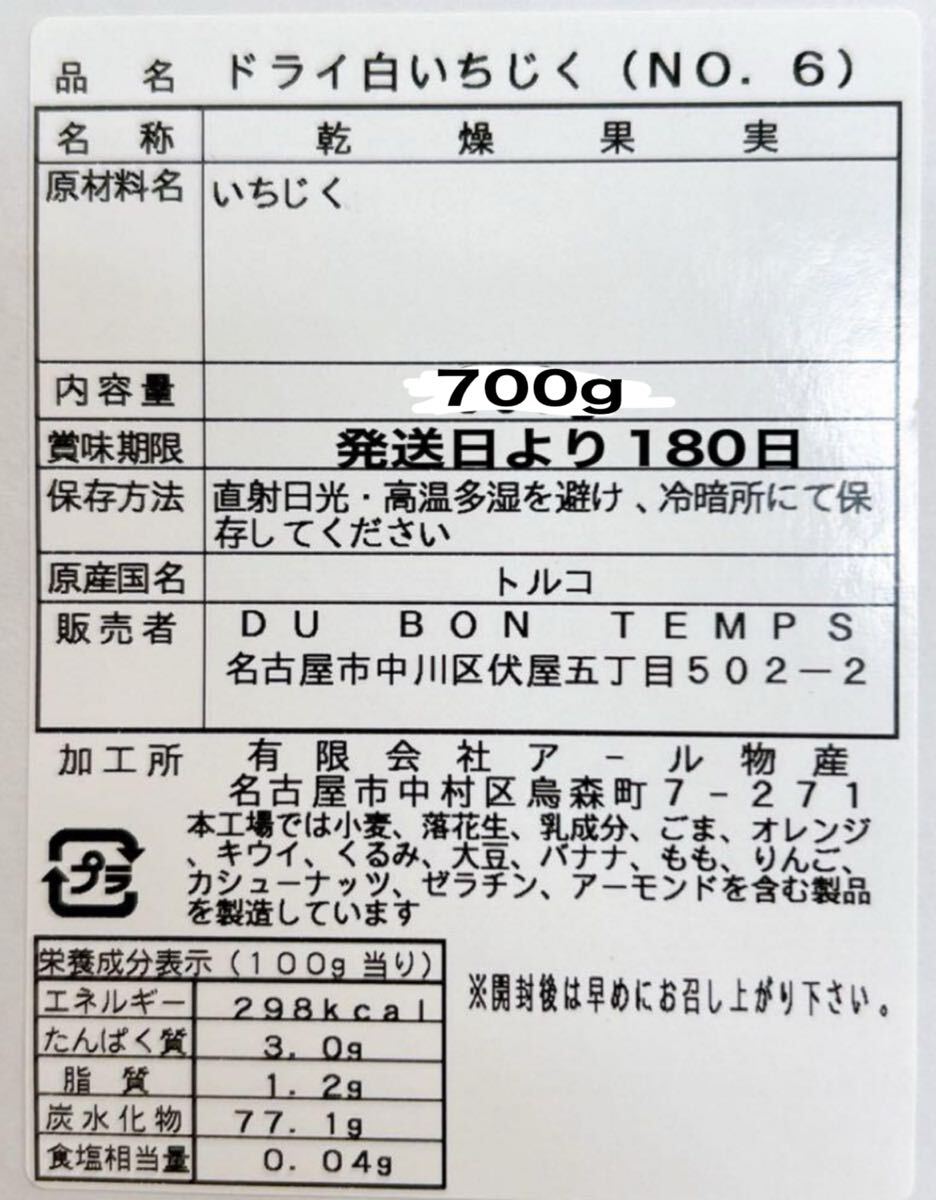 品名 ドライ白いちじく（NO．6）
名称 乾燥果実
原材料名 いちじく
内容量 700g
賞味期限 発送日より180日
保存方法 直射日光・高温多湿を避け、冷暗所にて保
存してください
原産国名 トルコ
販売者 DU BON TEMPS
名古屋市中川区伏屋五丁目502−2
加工所 有限会社アール物産
名古屋市中村区烏森町7−271
本工場では小麦、落花生、乳成分、ごま、オレンジ
、キウイ、くるみ、大豆、バナナ、もも、りんご、
カシューナッツ、ゼラチン、アーモンドを含む製品
を製造しています
プラ
栄養成分表示（100g当り）
エネルギー 298kcal
たんぱく質 3.0g
脂質 1.2g
炭水化物 77.1g
食塩相当量 0.04g
※開封後は早めにお召し上がり下さい。